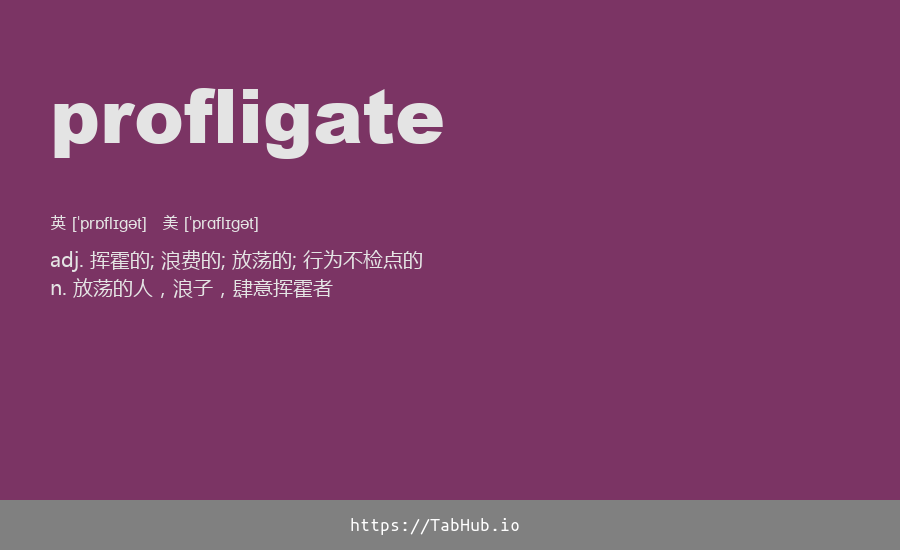 profligate
英 [ˈprɒflɪɡət] 美 [ˈprɑflɪɡət]
adj. 挥霍的; 浪费的; 放荡的; 行为不检点的
n. 放荡的人，浪子，肆意挥霍者
https://TabHub.io